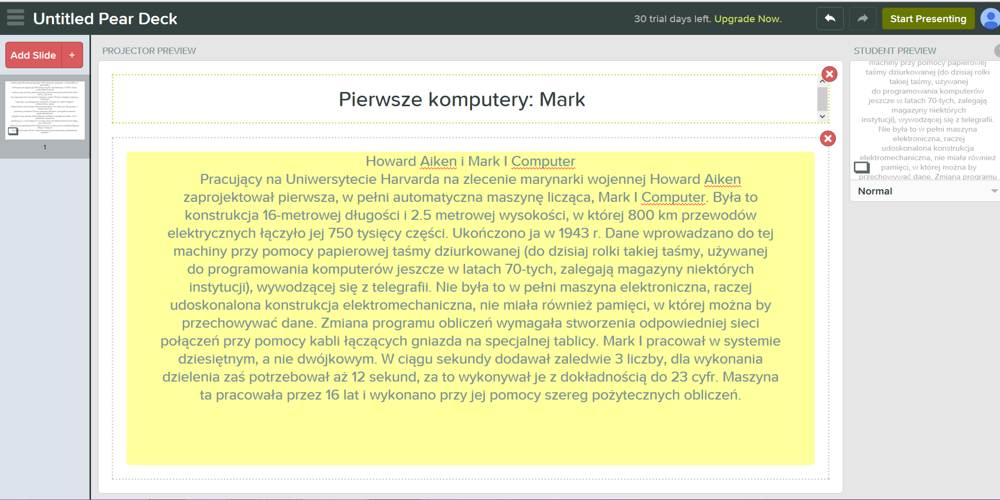 Untitled Pear Deck
30 trial days left. Upgrade Now.
Start Presenting
Add Slide +
1
PROJECTOR PREVIEW
Pierwsze komputery: Mark
Howard Aiken i Mark I Computer
Pracujący na Uniwersytecie Harvarda na zlecenie marynarki wojennej Howard Aiken
zaprojektował pierwsza, w pełni automatyczna maszynę licząca, Mark I Computer. Była to
konstrukcja 16-metrowej długości i 2.5 metrowej wysokości, w której 800 km przewodów
elektrycznych łączyło jej 750 tysięcy części. Ukończono ja w 1943 r. Dane wprowadzano do tej
machiny przy pomocy papierowej taśmy dziurkowanej (do dzisiaj rolki takiej taśmy, używanej
do programowania komputerów jeszcze w latach 70-tych, zalegają magazyny niektórych
instytucji), wywodzącej się z telegrafii. Nie była to w pełni maszyna elektroniczna, raczej
udoskonalona konstrukcja elektromechaniczna, nie miała również pamięci, w której można by
przechowywać dane. Zmiana programu obliczeń wymagała stworzenia odpowiedniej sieci
połączeń przy pomocy kabli łączących gniazda na specjalnej tablicy. Mark I pracował w systemie
dziesiętnym, a nie dwójkowym. W ciągu sekundy dodawał zaledwie 3 liczby, dla wykonania
dzielenia zaś potrzebował aż 12 sekund, za to wykonywał je z dokładnością do 23 cyfr. Maszyna
ta pracowała przez 16 lat i wykonano przy jej pomocy szereg pożytecznych obliczeń.
STUDENT PREVIEW
machiny przy pomocy papierowej
taśmy dziurkowanej (do dzisiaj rolki
takiej taśmy, używanej
do programowania komputerów
jeszcze w latach 70-tych, zalegają
magazyny niektórych
instytucji), wywodzącej się z telegrafii.
Nie była to w pełni maszyna
elektroniczna, raczej
udoskonalona konstrukcja
elektromechaniczna, nie miała również
pamięci, w której można by
przechowywać dane. Zmiana programu
Normal